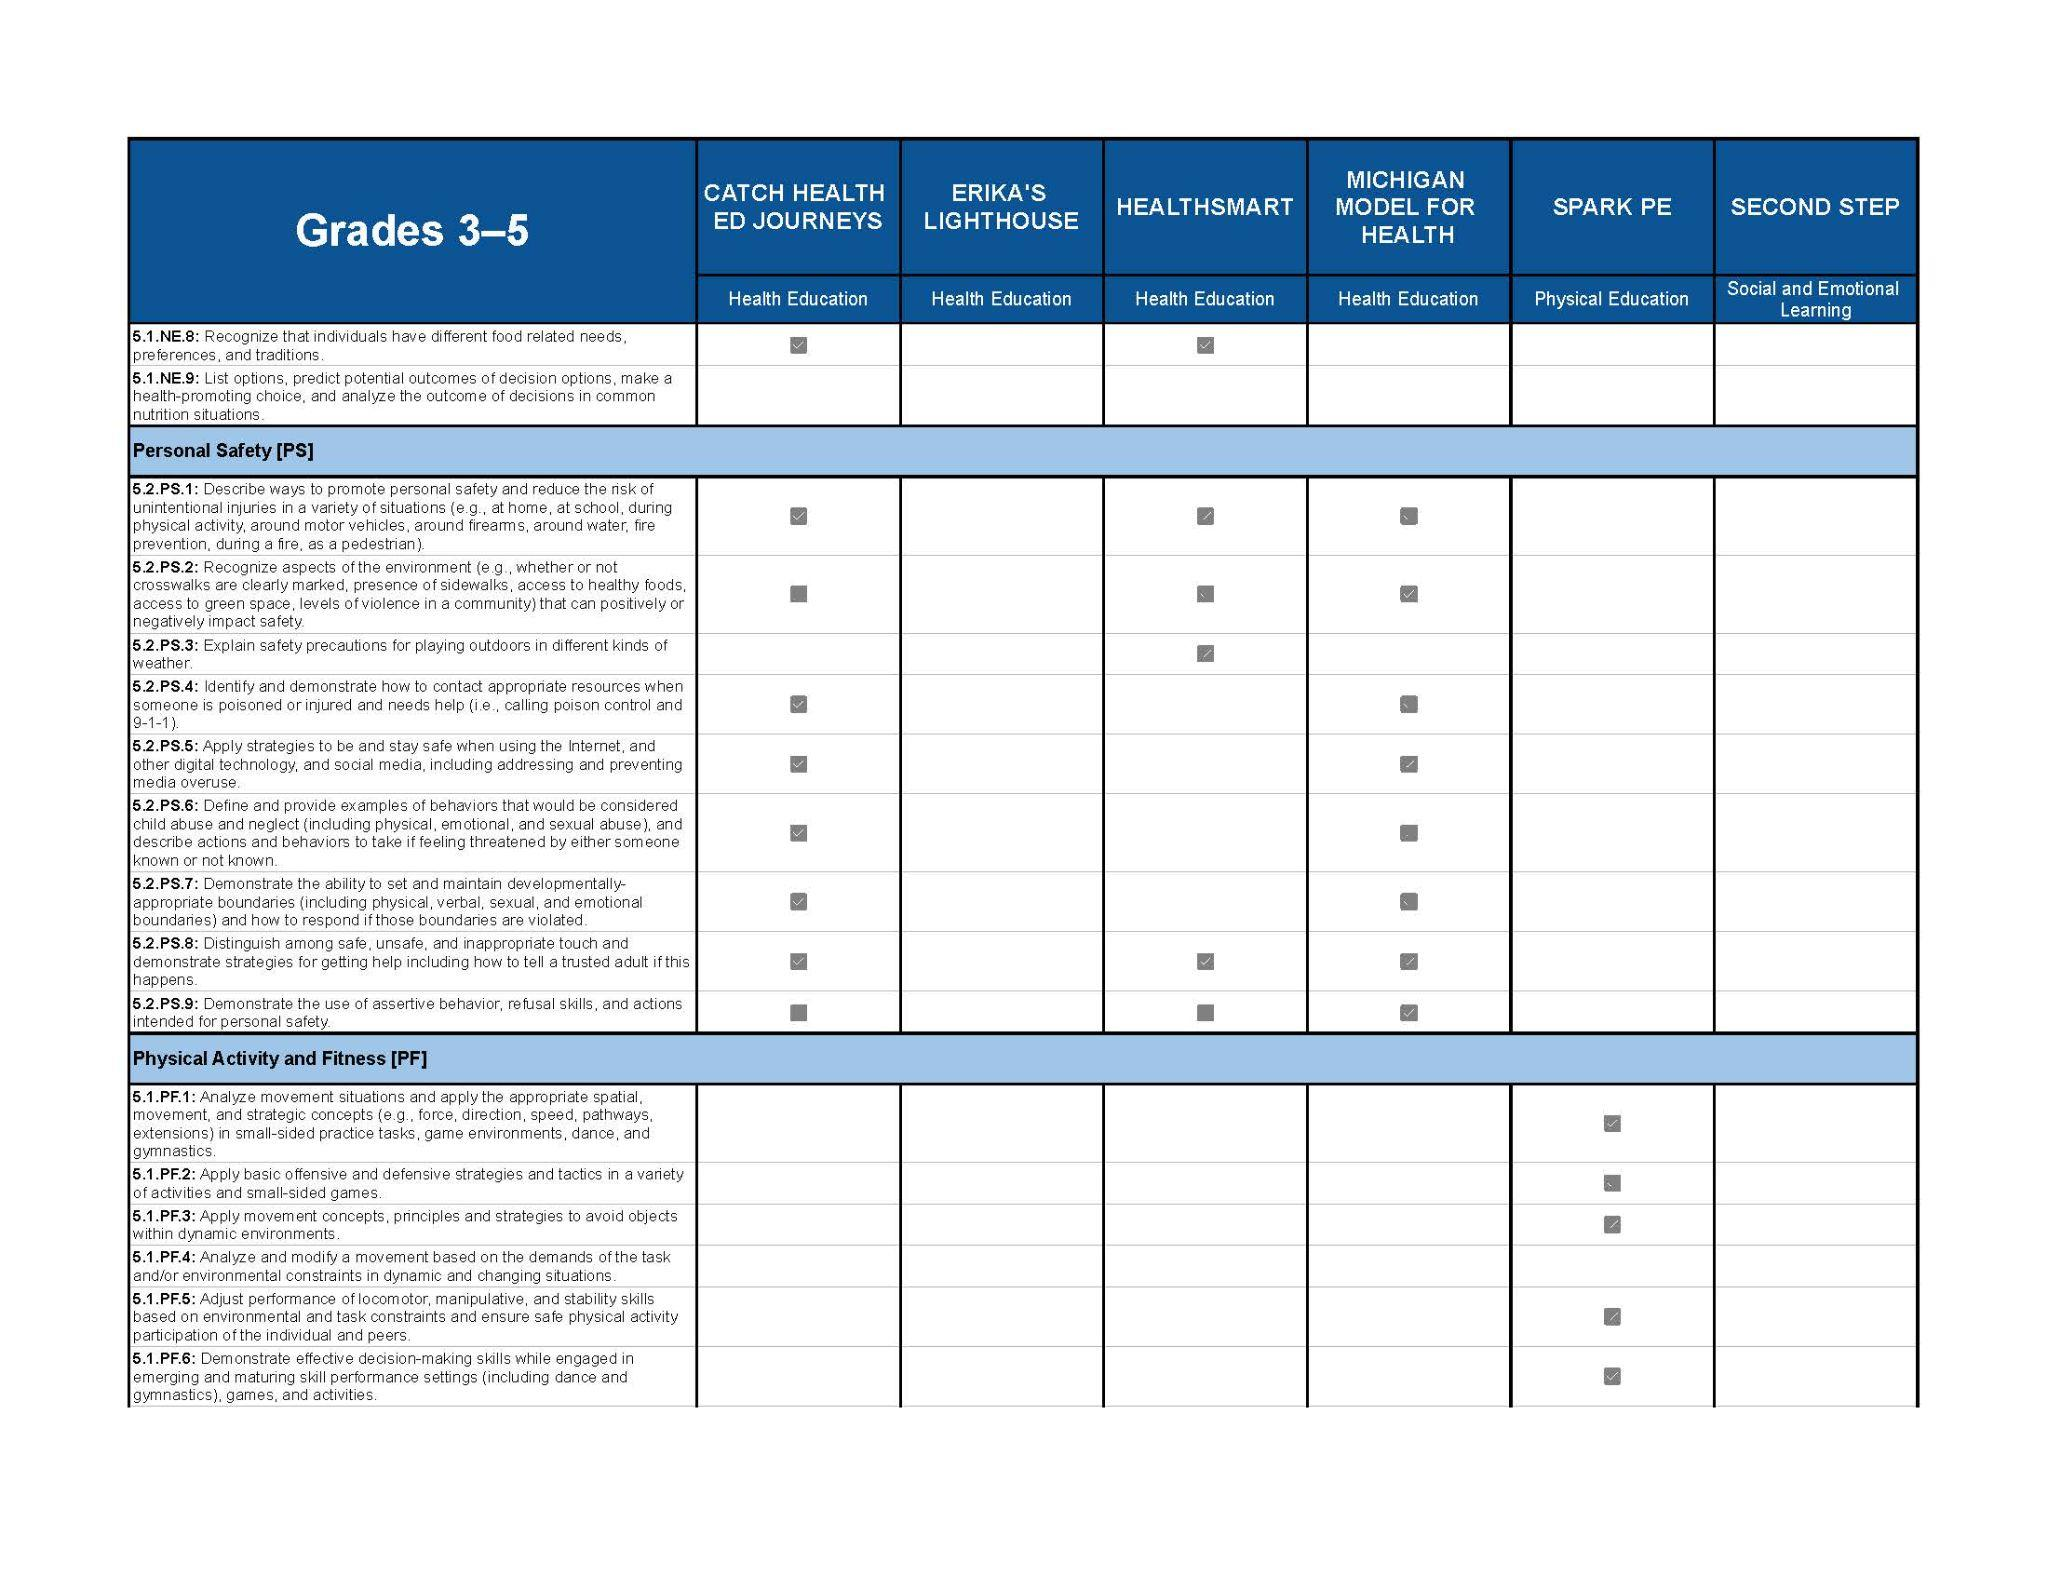 Grades 3–5
CATCH HEALTH
ED JOURNEYS
ERIKA'S
LIGHTHOUSE
HEALTHSMART
MICHIGAN
MODEL FOR
HEALTH
SPARK PE
SECOND STEP
Health Education
Health Education
Health Education
Health Education
Physical Education
Social and Emotional
Learning
5.1.NE.8: Recognize that individuals have different food related needs,
preferences, and traditions.
5.1.NE.9: List options, predict potential outcomes of decision options, make a
health-promoting choice, and analyze the outcome of decisions in common
nutrition situations.
Personal Safety [PS]
5.2.PS.1: Describe ways to promote personal safety and reduce the risk of
unintentional injuries in a variety of situations (e.g., at home, at school, during
physical activity, around motor vehicles, around firearms, around water, fire
prevention, during a fire, as a pedestrian).
5.2.PS.2: Recognize aspects of the environment (e.g., whether or not
crosswalks are clearly marked, presence of sidewalks, access to healthy foods,
access to green space, levels of violence in a community) that can positively or
negatively impact safety.
5.2.PS.3: Explain safety precautions for playing outdoors in different kinds of
weather.
5.2.PS.4: Identify and demonstrate how to contact appropriate resources when
someone is poisoned or injured and needs help (i.e., calling poison control and
9-1-1).
5.2.PS.5: Apply strategies to be and stay safe when using the Internet, and
other digital technology, and social media, including addressing and preventing
media overuse.
5.2.PS.6: Define and provide examples of behaviors that would be considered
child abuse and neglect (including physical, emotional, and sexual abuse), and
describe actions and behaviors to take if feeling threatened by either someone
known or not known.
5.2.PS.7: Demonstrate the ability to set and maintain developmentally-
appropriate boundaries (including physical, verbal, sexual, and emotional
boundaries) and how to respond if those boundaries are violated.
5.2.PS.8: Distinguish among safe, unsafe, and inappropriate touch and
demonstrate strategies for getting help including how to tell a trusted adult if this
happens.
5.2.PS.9: Demonstrate the use of assertive behavior, refusal skills, and actions
intended for personal safety.
Physical Activity and Fitness [PF]
5.1.PF.1: Analyze movement situations and apply the appropriate spatial,
movement, and strategic concepts (e.g., force, direction, speed, pathways,
extensions) in small-sided practice tasks, game environments, dance, and
gymnastics.
5.1.PF.2: Apply basic offensive and defensive strategies and tactics in a variety
of activities and small-sided games.
5.1.PF.3: Apply movement concepts, principles and strategies to avoid objects
within dynamic environments.
5.1.PF.4: Analyze and modify a movement based on the demands of the task
and/or environmental constraints in dynamic and changing situations.
5.1.PF.5: Adjust performance of locomotor, manipulative, and stability skills
based on environmental and task constraints and ensure safe physical activity
participation of the individual and peers.
5.1.PF.6: Demonstrate effective decision-making skills while engaged in
emerging and maturing skill performance settings (including dance and
gymnastics), games, and activities.